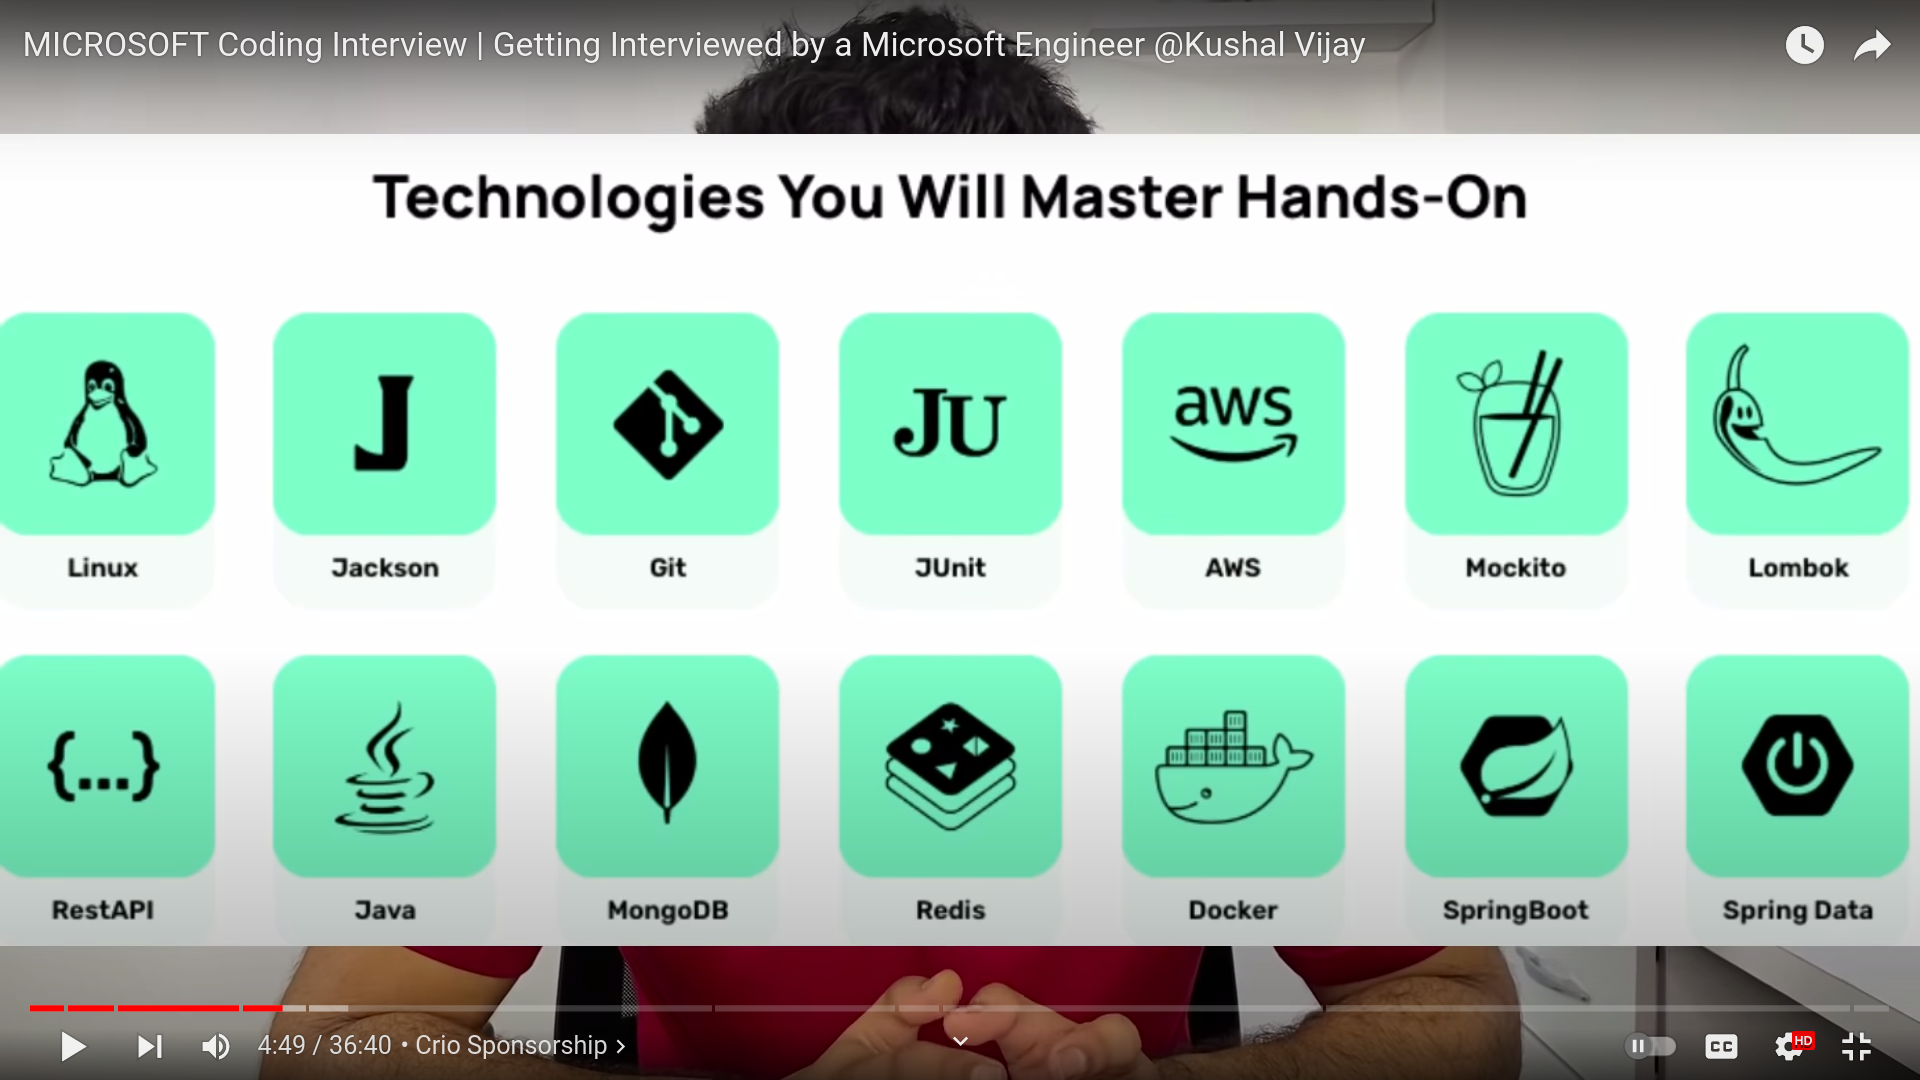 MICROSOFT Coding Interview | Getting Interviewed by a Microsoft Engineer @Kushal Vijay
Technologies You Will Master Hands-On
J
JU
aws
Linux
Jackson
Git
JUnit
AWS
Mockito
Lombok
{...}
RestAPI
Java
MongoDB
Redis
Docker
SpringBoot
Spring Data
4:49 / 36:40 • Crio Sponsorship >
CC
HD